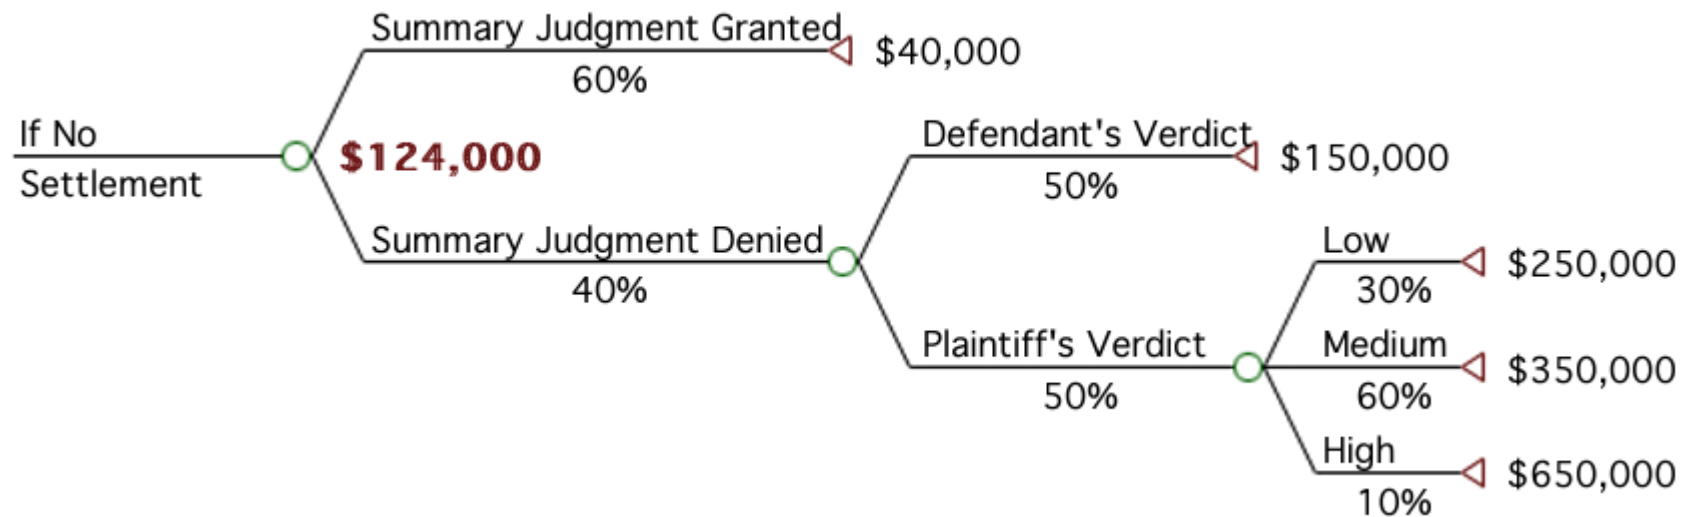 Summary Judgment Granted
$40,000
60%
If No
Settlement
$124,000
Defendant's Verdict
$150,000
50%
Summary Judgment Denied
40%
Low
$250,000
30%
Plaintiff's Verdict
50%
Medium
$350,000
60%
High
$650,000
10%